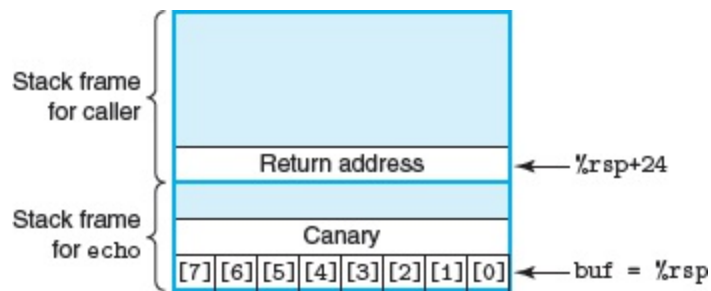 Stack frame
for caller
Return address
%rsp+24
Stack frame
for echo
Canary
[7] [6] [5] [4] [3] [2] [1] [0]
buf = %rsp